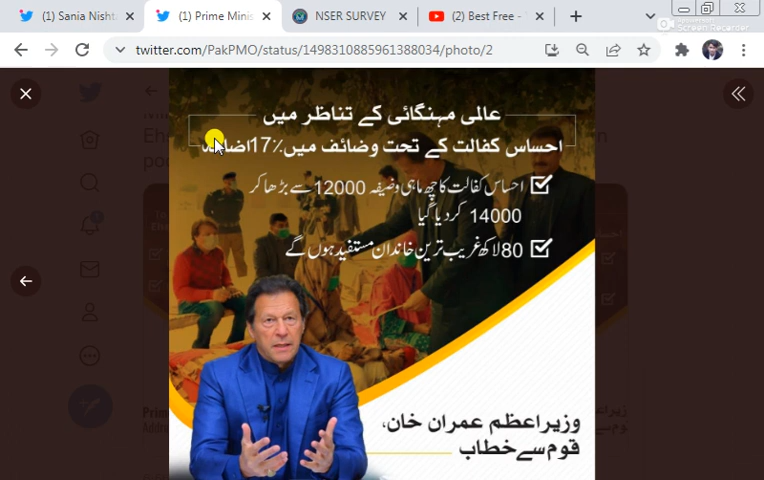 (1) Sania Nisht
(1) Prime Minis
NSER SURVEY
(2) Best Free -
twitter.com/PakPMO/status/1498310885961388034/photo/2
Screen Recorder
عالمی مہنگائی کے تناظر میں
احساس کفالت کے تحت وظائف میں 17٪ اضافہ
احساس کفالت کا چھ ماہی وظیفہ 12000 سے بڑھا کر
14000 کر دیا گیا
80 لاکھ غریب ترین خاندان مستفید ہوں گے
وزیراعظم عمران خان،
قوم سے خطاب